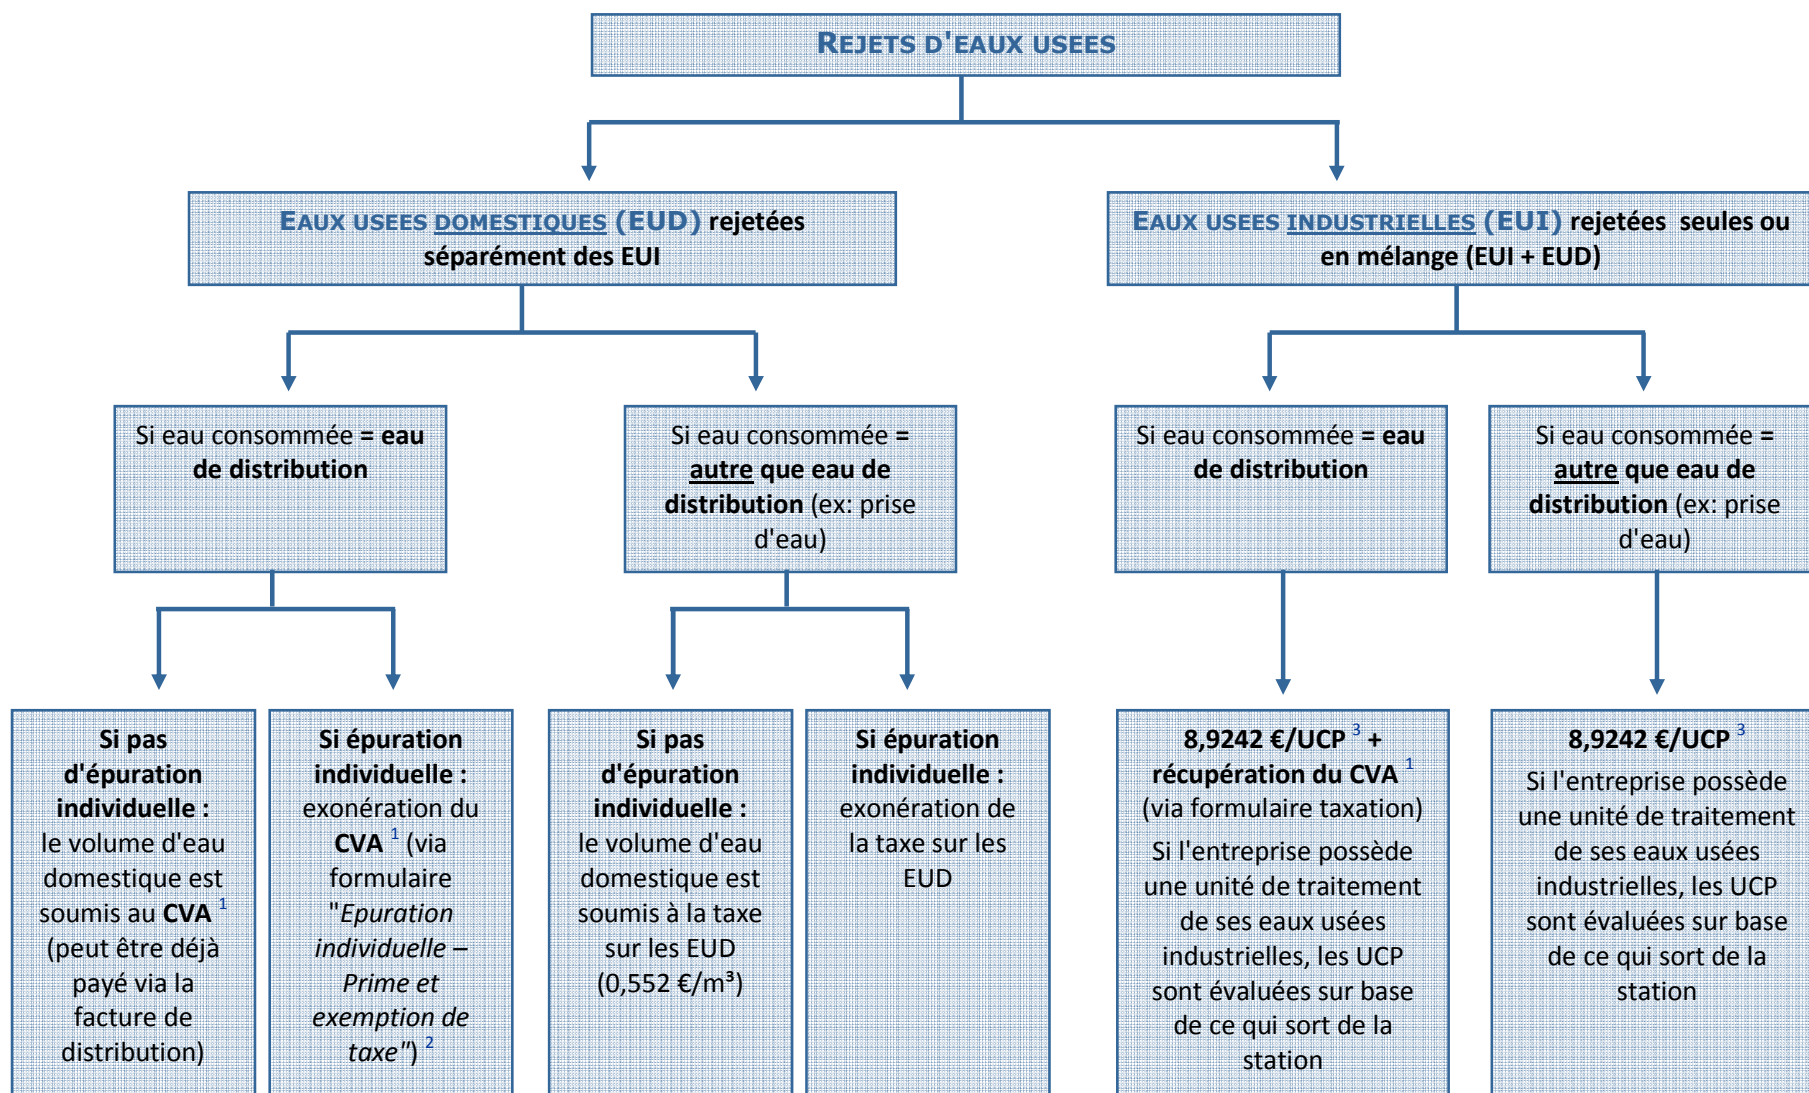 REJETS D'EAUX USEES
EAUX USEES DOMESTIQUES (EUD) rejetées
séparément des EUI
EAUX USEES INDUSTRIELLES (EUI) rejetées seules ou
en mélange (EUI + EUD)
Si eau consommée = eau
de distribution
Si eau consommée =
autre que eau de
distribution (ex: prise
d'eau)
Si eau consommée = eau
de distribution
Si eau consommée =
autre que eau de
distribution (ex: prise
d'eau)
Si pas
d'épuration
individuelle :
le volume d'eau
domestique est
soumis au CVA 1
(peut être déjà
payé via la
facture de
distribution)
Si épuration
individuelle :
exonération du
CVA 1 (via
formulaire
"Epuration
individuelle –
Prime et
exemption de
taxe") 2
Si pas
d'épuration
individuelle :
le volume d'eau
domestique est
soumis à la taxe
sur les EUD
(0,552 €/m³)
Si épuration
individuelle :
exonération de
la taxe sur les
EUD
8,9242 €/UCP 3 +
récupération du CVA 1
(via formulaire taxation)
Si l'entreprise possède
une unité de traitement
de ses eaux usées
industrielles, les UCP
sont évaluées sur base
de ce qui sort de la
station
8,9242 €/UCP 3
Si l'entreprise possède
une unité de traitement
de ses eaux usées
industrielles, les UCP
sont évaluées sur base
de ce qui sort de la
station